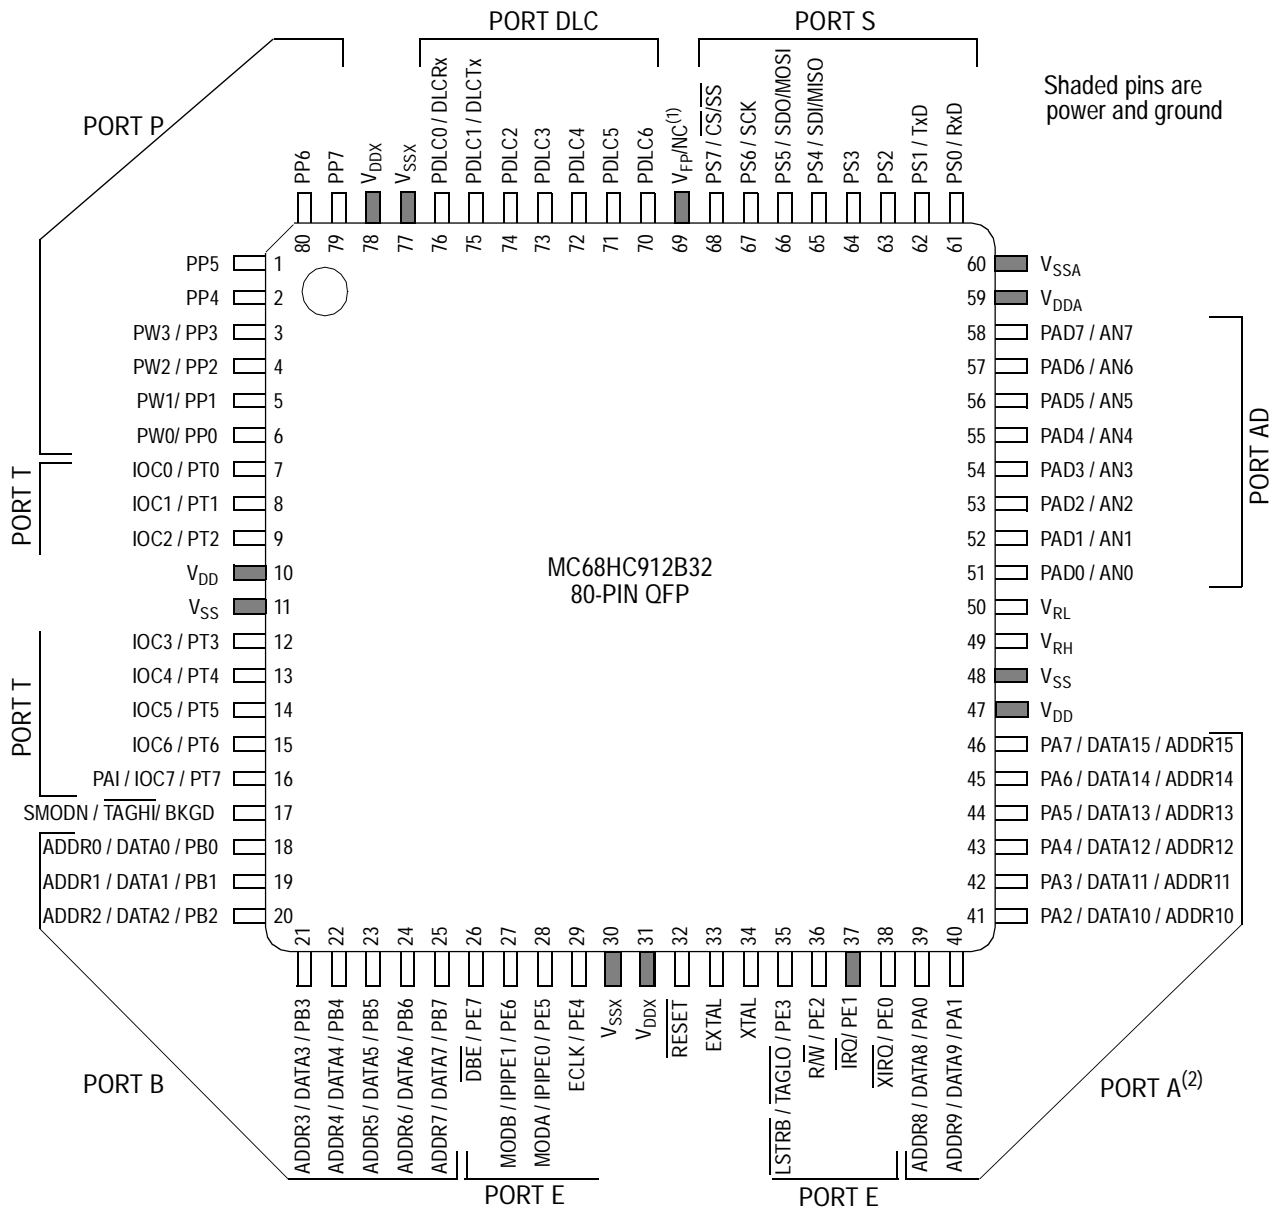 PORT DLC
PORT S
Shaded pins are
power and ground
PORT P
PP6
PP7
VDDX
VSSX
PDLC0 / DLCRx
PDLC1 / DLCTx
PDLC2
PDLC3
PDLC4
PDLC5
PDLC6
VFP/NC(1)
PS7 / CS/SS
PS6 / SCK
PS5 / SDO/MOSI
PS4 / SDI/MISO
PS3
PS2
PS1 / TxD
PS0 / RxD
80
79
78
77
76
75
74
73
72
71
70
69
68
67
66
65
64
63
62
61
PP5 1
PP4 2
PW3 / PP3 3
PW2 / PP2 4
PW1/ PP1 5
PW0/ PP0 6
PORT T
IOC0 / PT0 7
IOC1 / PT1 8
IOC2 / PT2 9
VDD 10
VSS 11
PORT T
IOC3 / PT3 12
IOC4 / PT4 13
IOC5 / PT5 14
IOC6 / PT6 15
PAI / IOC7 / PT7 16
SMODN / TAGHI/ BKGD 17
ADDR0 / DATA0 / PB0 18
ADDR1 / DATA1 / PB1 19
ADDR2 / DATA2 / PB2 20
MC68HC912B32
80-PIN QFP
60 VSSA
59 VDDA
58 PAD7 / AN7
57 PAD6 / AN6
56 PAD5 / AN5
55 PAD4 / AN4
54 PAD3 / AN3
53 PAD2 / AN2
52 PAD1 / AN1
51 PAD0 / AN0
PORT AD
50 VRL
49 VRH
48 VSS
47 VDD
46 PA7 / DATA15 / ADDR15
45 PA6 / DATA14 / ADDR14
44 PA5 / DATA13 / ADDR13
43 PA4 / DATA12 / ADDR12
42 PA3 / DATA11 / ADDR11
41 PA2 / DATA10 / ADDR10
21
22
23
24
25
26
27
28
29
30
31
32
33
34
35
36
37
38
39
40
ADDR3 / DATA3 / PB3
ADDR4 / DATA4 / PB4
ADDR5 / DATA5 / PB5
ADDR6 / DATA6 / PB6
ADDR7 / DATA7 / PB7
DBE / PE7
MODB / IPIPE1 / PE6
MODA / IPIPE0 / PE5
ECLK / PE4
VSSX
VDDX
RESET
EXTAL
XTAL
LSTRB / TAGLO / PE3
R/W / PE2
IRQ/ PE1
XIRQ / PE0
ADDR8 / DATA8 / PA0
ADDR9 / DATA9 / PA1
PORT B
PORT A(2)
PORT E
PORT E